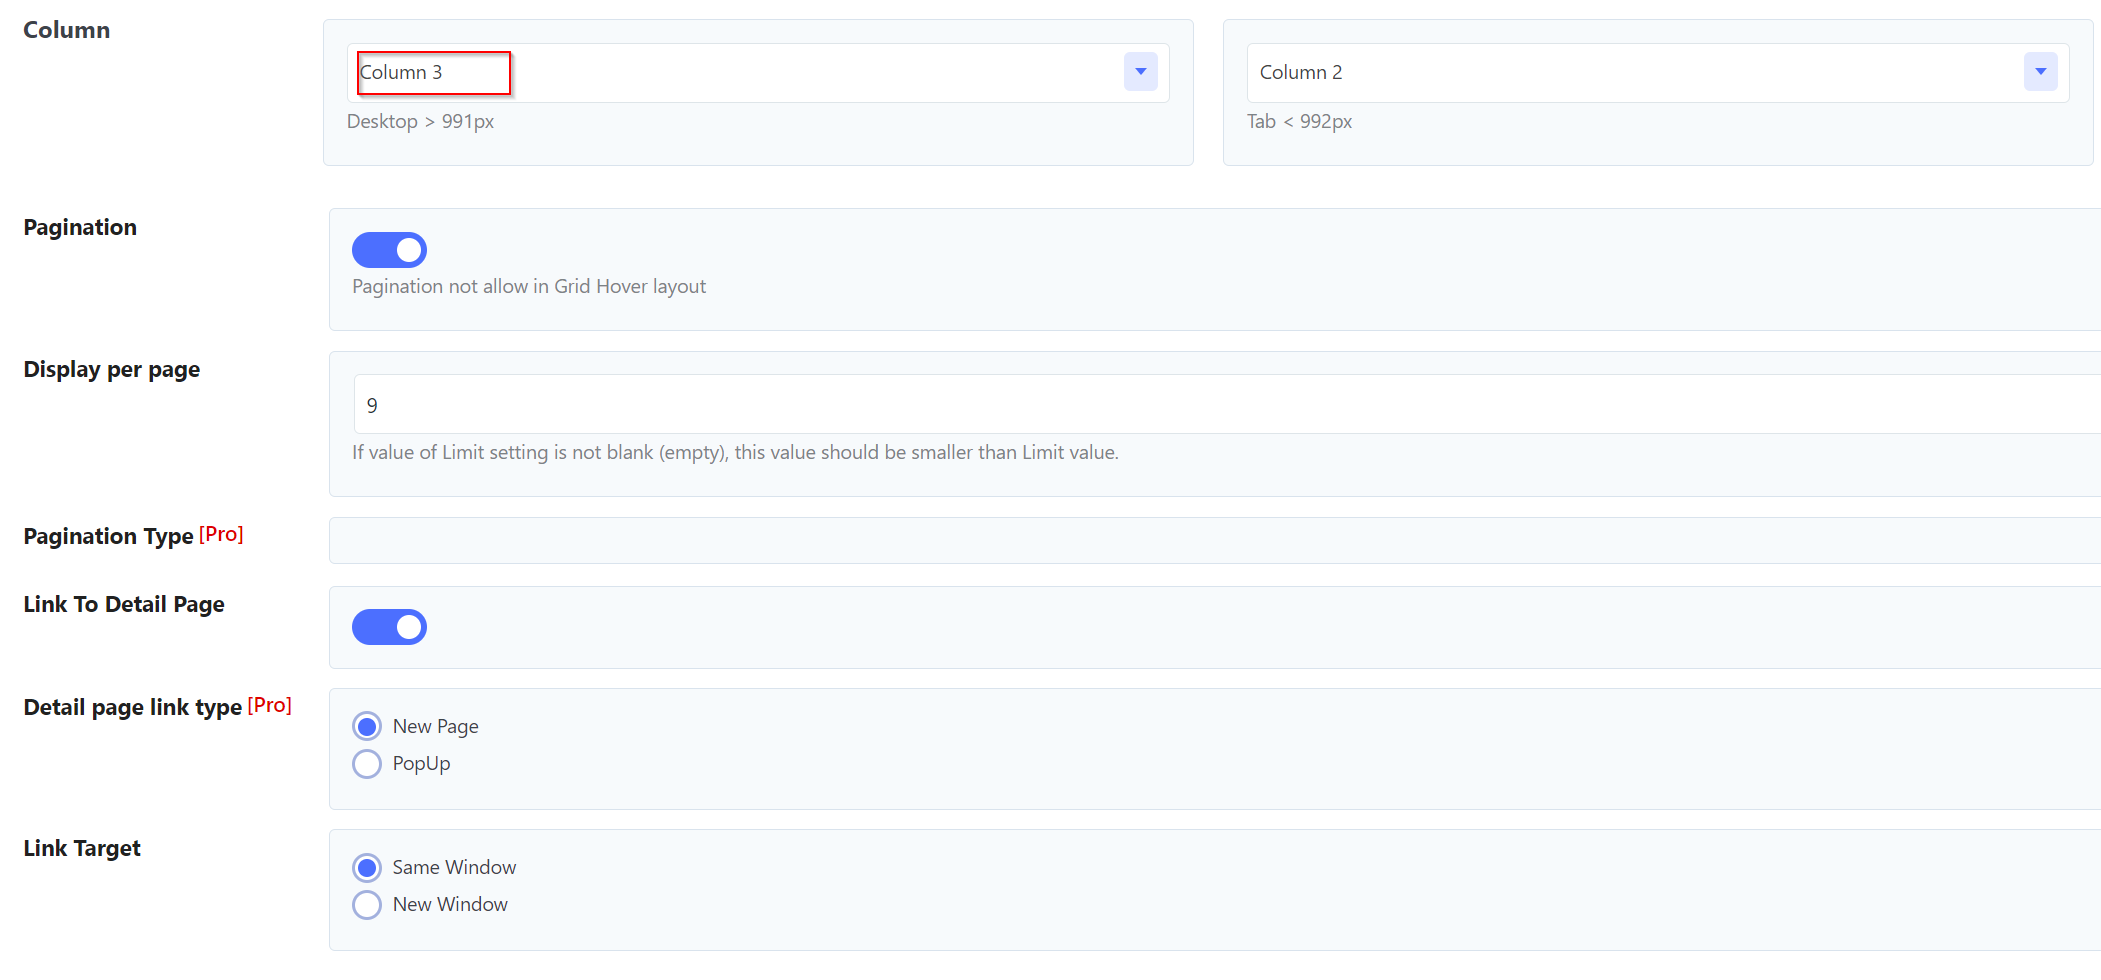 Column
Column 3
Desktop > 991px
Column 2
Tab < 992px
Pagination
Pagination not allow in Grid Hover layout
Display per page
9
If value of Limit setting is not blank (empty), this value should be smaller than Limit value.
Pagination Type [Pro]
Link To Detail Page
Detail page link type [Pro]
New Page
PopUp
Link Target
Same Window
New Window